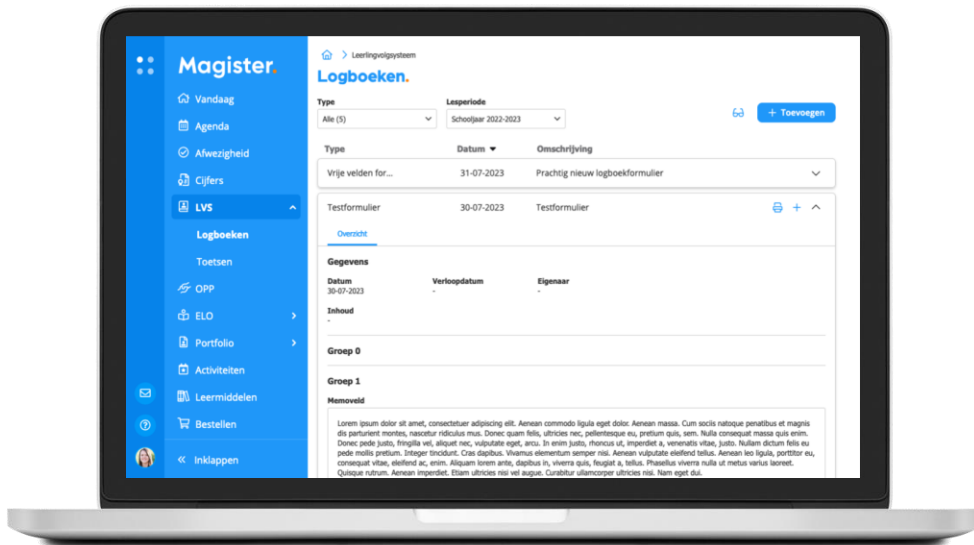 Magister.
Vandaag
Agenda
Afwezigheid
Cijfers
LVS
Logboeken
Toetsen
OPP
ELO
Portfolio
Activiteiten
Leermiddelen
Bestellen
Inklappen
Leerlingvolgsysteem
Logboeken.
Type Lesperiode
Alle (5) Schooljaar 2022-2023 + Toevoegen
Type Datum Omschrijving
Vrije velden for... 31-07-2023 Prachtig nieuw logboekformulier
Testformulier 30-07-2023 Testformulier
Overzicht
Gegevens
Datum Verloopdatum Eigenaar
30-07-2023 - -
Inhoud
-
Groep 0
Groep 1
Memoveld
Lorem ipsum dolor sit amet, consectetuer adipiscing elit. Aenean commodo ligula eget dolor. Aenean massa. Cum sociis natoque penatibus et magnis
dis parturient montes, nascetur ridiculus mus. Donec quam felis, ultricies nec, pellentesque eu, pretium quis, sem. Nulla consequat massa quis enim.
Donec pede justo, fringilla vel, aliquet nec, vulputate eget, arcu. In enim justo, rhoncus ut, imperdiet a, venenatis vitae, justo. Nullam dictum felis eu
pede mollis pretium. Integer tincidunt. Cras dapibus. Vivamus elementum semper nisi. Aenean vulputate eleifend tellus. Aenean leo ligula, porttitor eu,
consequat vitae, eleifend ac, enim. Aliquam lorem ante, dapibus in, viverra quis, feugiat a, tellus. Phasellus viverra nulla ut metus varius laoreet.
Quisque rutrum. Aenean imperdiet. Etiam ultricies nisi vel augue. Curabitur ullamcorper ultricies nisi. Nam eget dui.